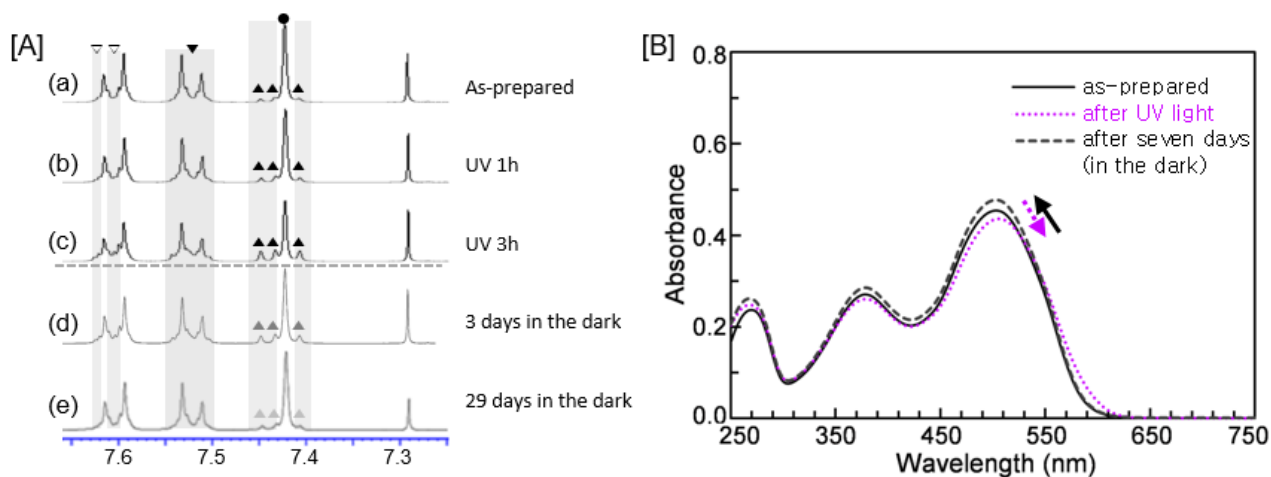 [A]
(a)
As-prepared
(b)
UV 1h
(c)
UV 3h
(d)
3 days in the dark
(e)
29 days in the dark
7.6
7.5
7.4
7.3
[B]
0.8
0.6
0.4
0.2
0.0
Absorbance
as-prepared
after UV light
after seven days
(in the dark)
250
350
450
550
650
750
Wavelength (nm)